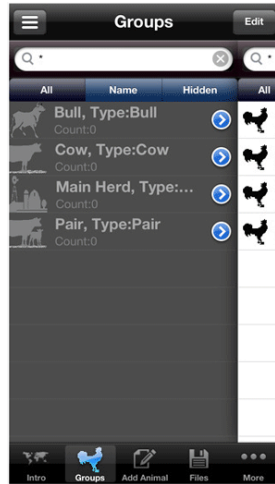 Groups
Edit
*
*
All
Name
Hidden
All
Bull, Type:Bull
Count:0
Cow, Type:Cow
Count:0
Main Herd, Type:...
Count:0
Pair, Type:Pair
Count:0
Intro
Groups
Add Animal
Files
More